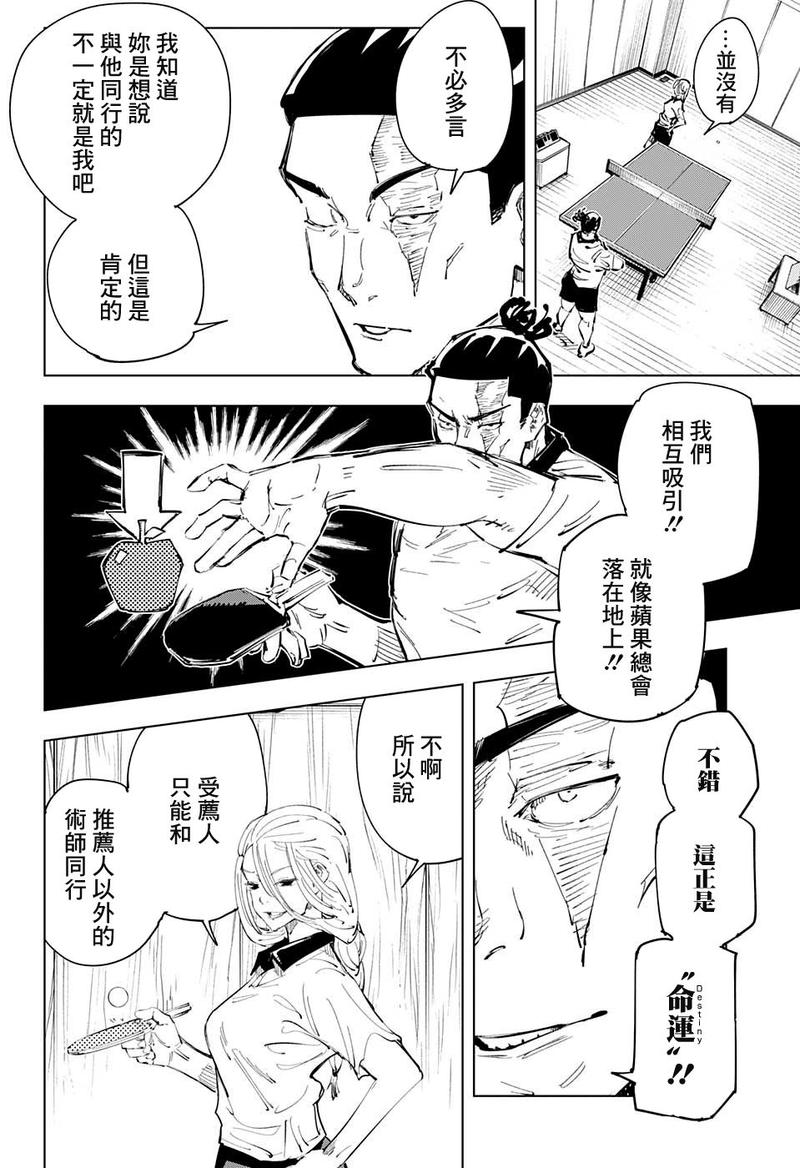 …並沒有
不必多言
我知道
妳是想說
與他同行的
不一定就是我吧
但這是
肯定的
我們
相互吸引!!
就像蘋果總會
落在地上!!
不錯
這正是
“命運”!!
Destiny
不啊
所以說
受薦人
只能和
推薦人以外的
術師同行